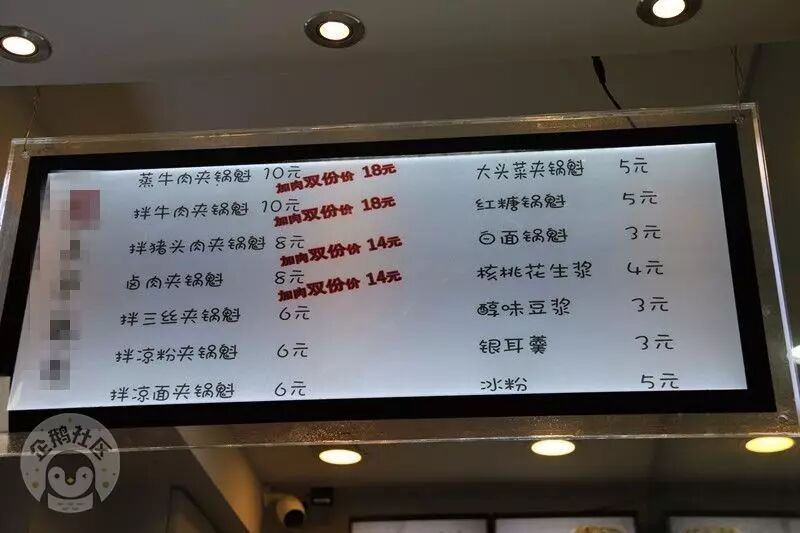 蒸牛肉夹锅魁 10元 加肉双份价 18元
拌牛肉夹锅魁 10元 加肉双份价 18元
拌猪头肉夹锅魁 8元 加肉双份价 14元
卤肉夹锅魁 8元 加肉双份价 14元
拌三丝夹锅魁 6元
拌凉粉夹锅魁 6元
拌凉面夹锅魁 6元
大头菜夹锅魁 5元
红糖锅魁 5元
白面锅魁 3元
核桃花生浆 4元
醇味豆浆 3元
银耳羹 3元
冰粉 5元
企鹅社区